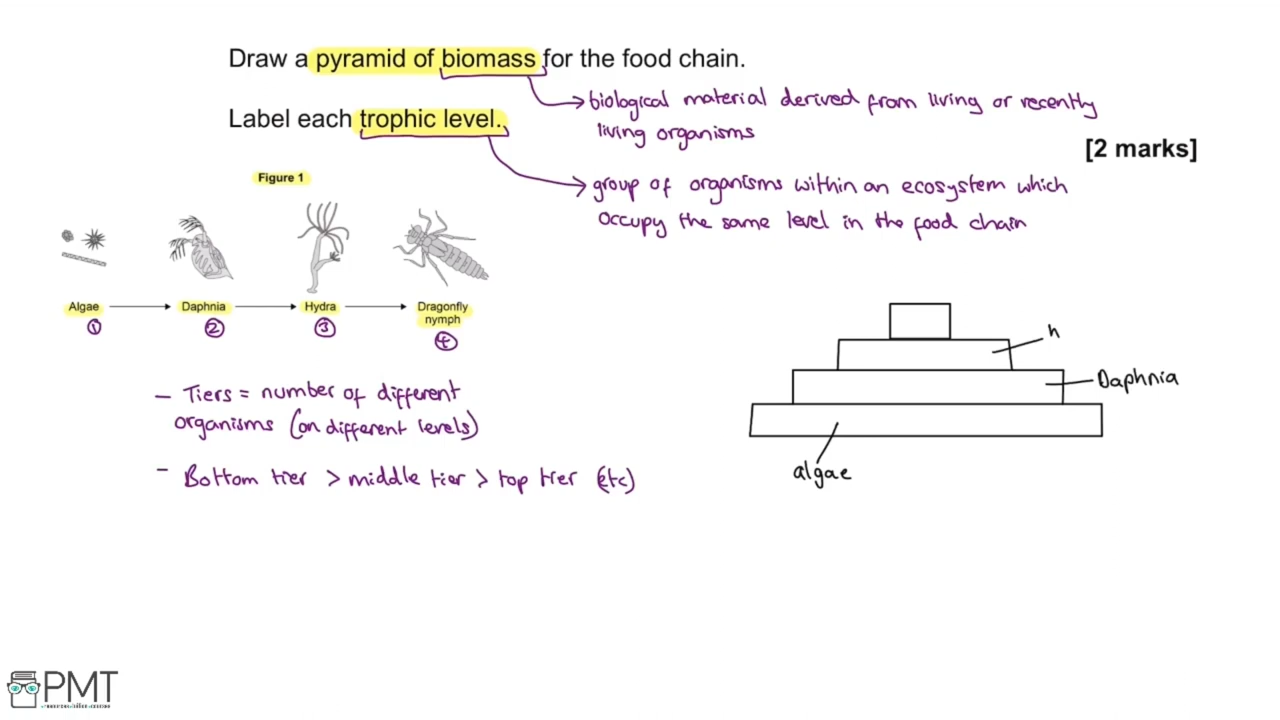 Draw a pyramid of biomass for the food chain.
biological material derived from living or recently
living organisms
Label each trophic level.
[2 marks]
group of organisms within an ecosystem which
occupy the same level in the food chain
Figure 1
Algae
Daphnia
Hydra
Dragonfly
nymph
1
2
3
4
h
Daphnia
algae
- Tiers = number of different
organisms (on different levels)
- Bottom tier > middle tier > top tier (etc)
PMT